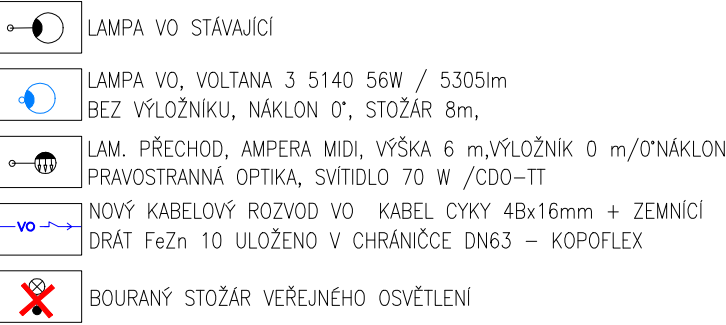 LAMPA VO STÁVAJÍCÍ
LAMPA VO, VOLTANA 3 5140 56W / 5305lm
BEZ VÝLOŽNÍKU, NÁKLON 0°, STOŽÁR 8m,
LAM. PŘECHOD, AMPERA MIDI, VÝŠKA 6 m,VÝLOŽNÍK 0 m/0°NÁKLON
PRAVOSTRANNÁ OPTIKA, SVÍTIDLO 70 W /CDO-TT
VO NOVÝ KABELOVÝ ROZVOD VO KABEL CYKY 4Bx16mm + ZEMNÍCÍ
DRÁT FeZn 10 ULOŽENO V CHRÁNIČCE DN63 - KOPOFLEX
BOURANÝ STOŽÁR VEŘEJNÉHO OSVĚTLENÍ